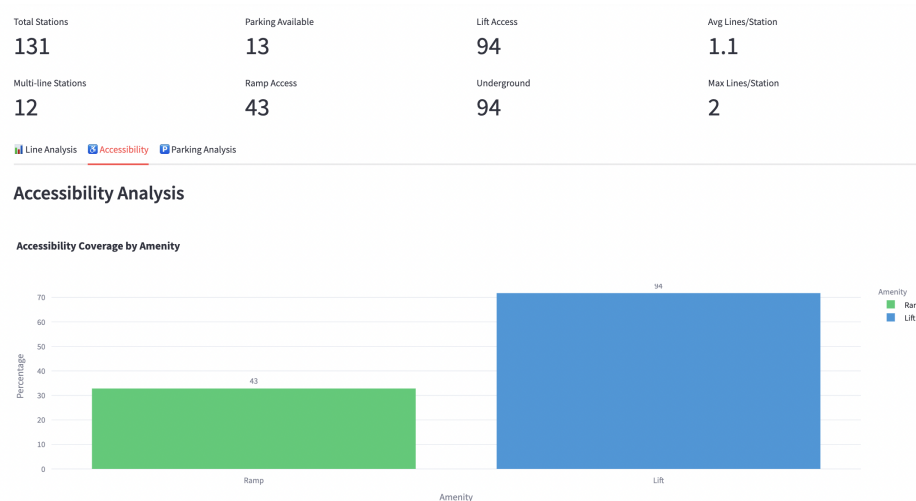 Total Stations
131
Parking Available
13
Lift Access
94
Avg Lines/Station
1.1
Multi-line Stations
12
Ramp Access
43
Underground
94
Max Lines/Station
2
Line Analysis
Accessibility
P Parking Analysis
Accessibility Analysis
Accessibility Coverage by Amenity
Percentage
70
60
50
40
30
20
10
0
43
94
Ramp
Lift
Amenity
Amenity
Lift